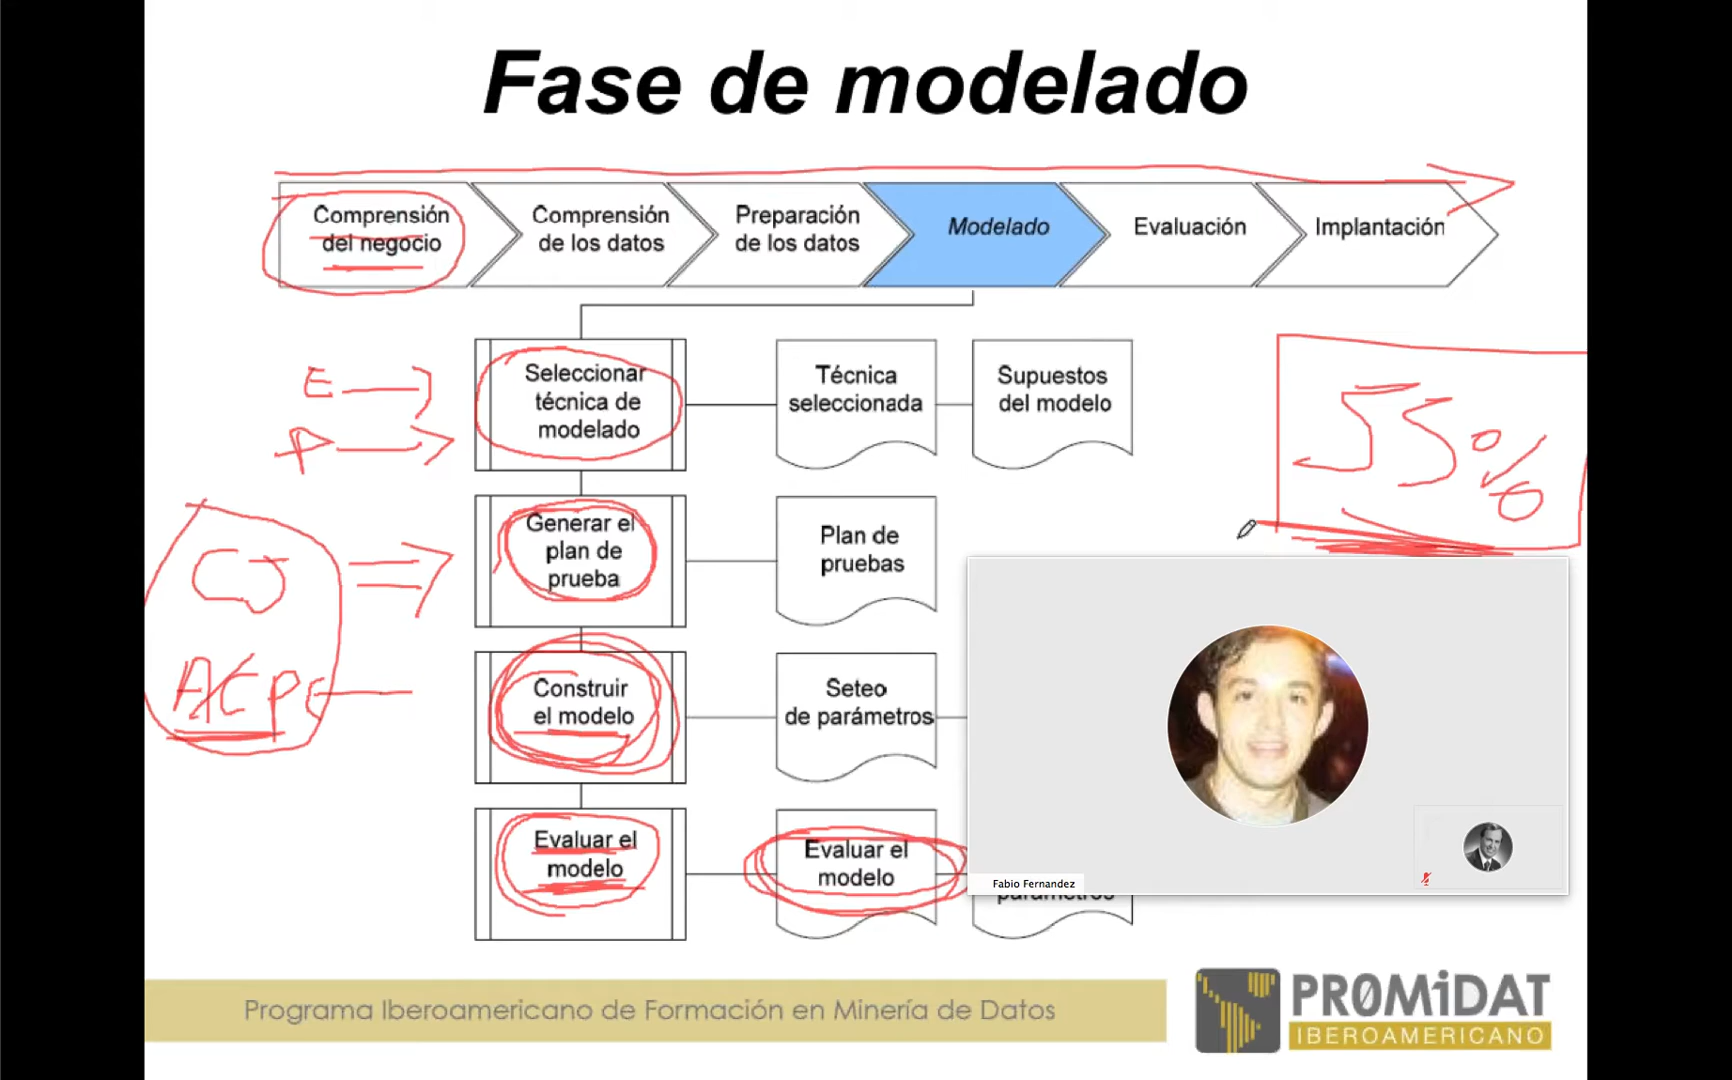 Fase de modelado
Comprensión
del negocio
Comprensión
de los datos
Preparación
de los datos
Modelado
Evaluación
Implantación
E
P
Seleccionar
técnica de
modelado
Técnica
seleccionada
Supuestos
del modelo
55%
Generar el
plan de
prueba
Plan de
pruebas
Construir
el modelo
Seteo
de parámetros
Evaluar el
modelo
Evaluar el
modelo
parámetros
Fabio Fernandez
Programa Iberoamericano de Formación en Minería de Datos
PR0MiDAT
IBEROAMERICANO